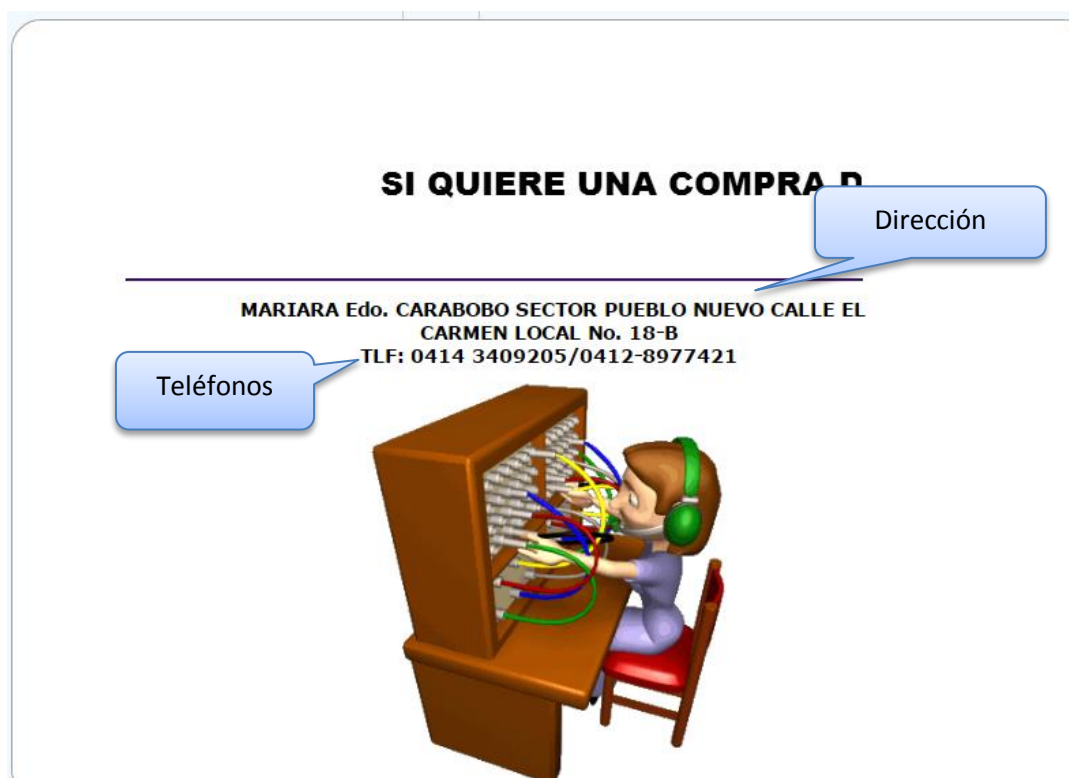 SI QUIERE UNA COMPRA
Dirección
MARIARA Edo. CARABOBO SECTOR PUEBLO NUEVO CALLE EL
CARMEN LOCAL No. 18-B
TLF: 0414 3409205/0412-8977421
Teléfonos